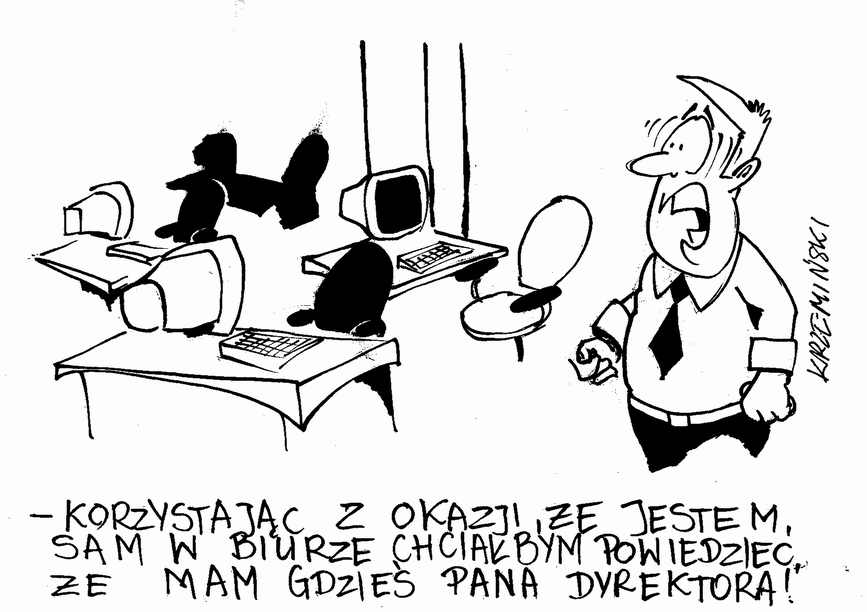 - KORZYSTAJĄC Z OKAZJI, ŻE JESTEM,
SAM W BIURZE CHCIAŁBYM POWIEDZIEĆ,
ŻE MAM GDZIEŚ PANA DYREKTORA!
KRZEMIŃSKI